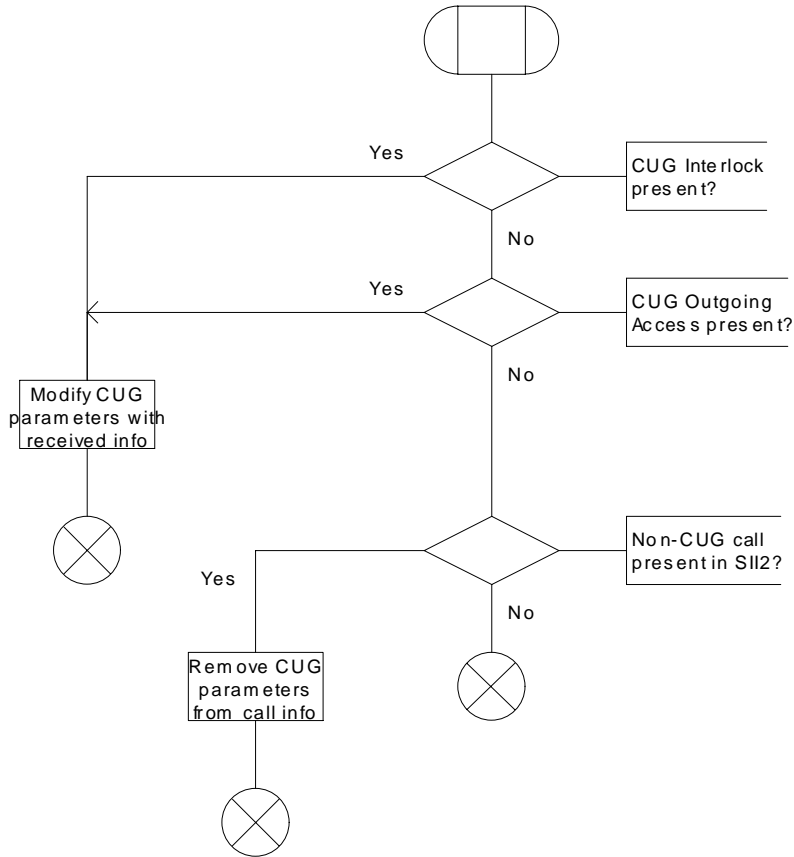 Yes
CUG Interlock
present?
No
Yes
CUG Outgoing
Access present?
No
Modify CUG
parameters with
received info
Non-CUG call
present in SII2?
Yes
No
Remove CUG
parameters
from call info